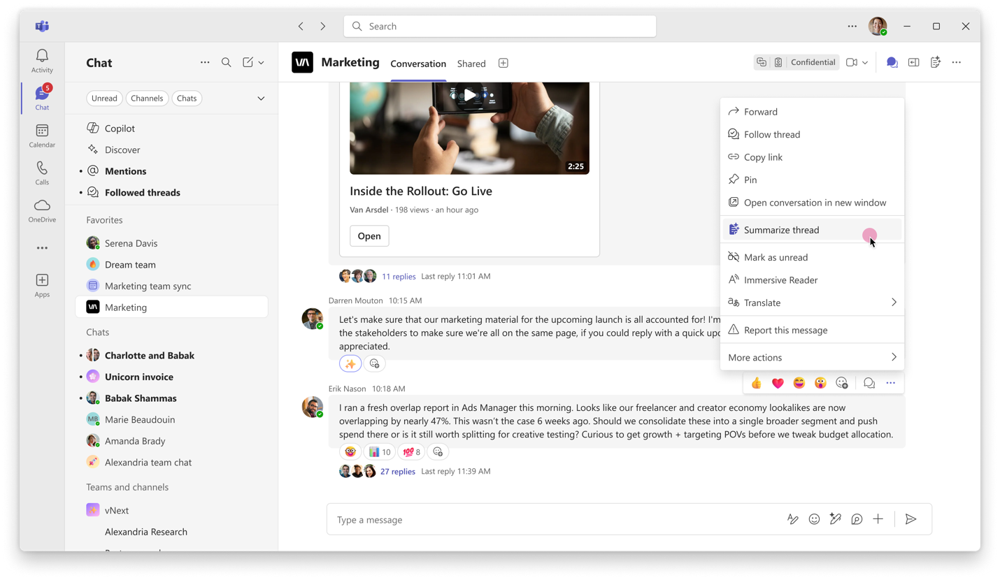 Search
Activity
5
Chat
Calendar
Calls
OneDrive
Apps
Chat
Unread
Channels
Chats
Copilot
Discover
@ Mentions
Followed threads
Favorites
Serena Davis
Dream team
Marketing team sync
VA Marketing
Chats
Charlotte and Babak
Unicorn invoice
Babak Shammas
MB Marie Beaudouin
Amanda Brady
Alexandria team chat
Teams and channels
vNext
Alexandria Research
VA Marketing Conversation Shared
Confidential
2:25
Inside the Rollout: Go Live
Van Arsdel · 198 views · an hour ago
Open
11 replies Last reply 11:01 AM
Darren Mouton 10:15 AM
Let's make sure that our marketing material for the upcoming launch is all accounted for! I'm
the stakeholders to make sure we're all on the same page, if you could reply with a quick
appreciated.
Erik Nason 10:18 AM
I ran a fresh overlap report in Ads Manager this morning. Looks like our freelancer and creator economy lookalikes are now
overlapping by nearly 47%. This wasn't the case 6 weeks ago. Should we consolidate these into a single broader segment and push
spend there or is it still worth splitting for creative testing? Curious to get growth + targeting POVs before we tweak budget allocation.
10 100 8
27 replies Last reply 11:39 AM
Type a message
Forward
Follow thread
Copy link
Pin
Open conversation in new window
Summarize thread
Mark as unread
Immersive Reader
Translate
Report this message
More actions